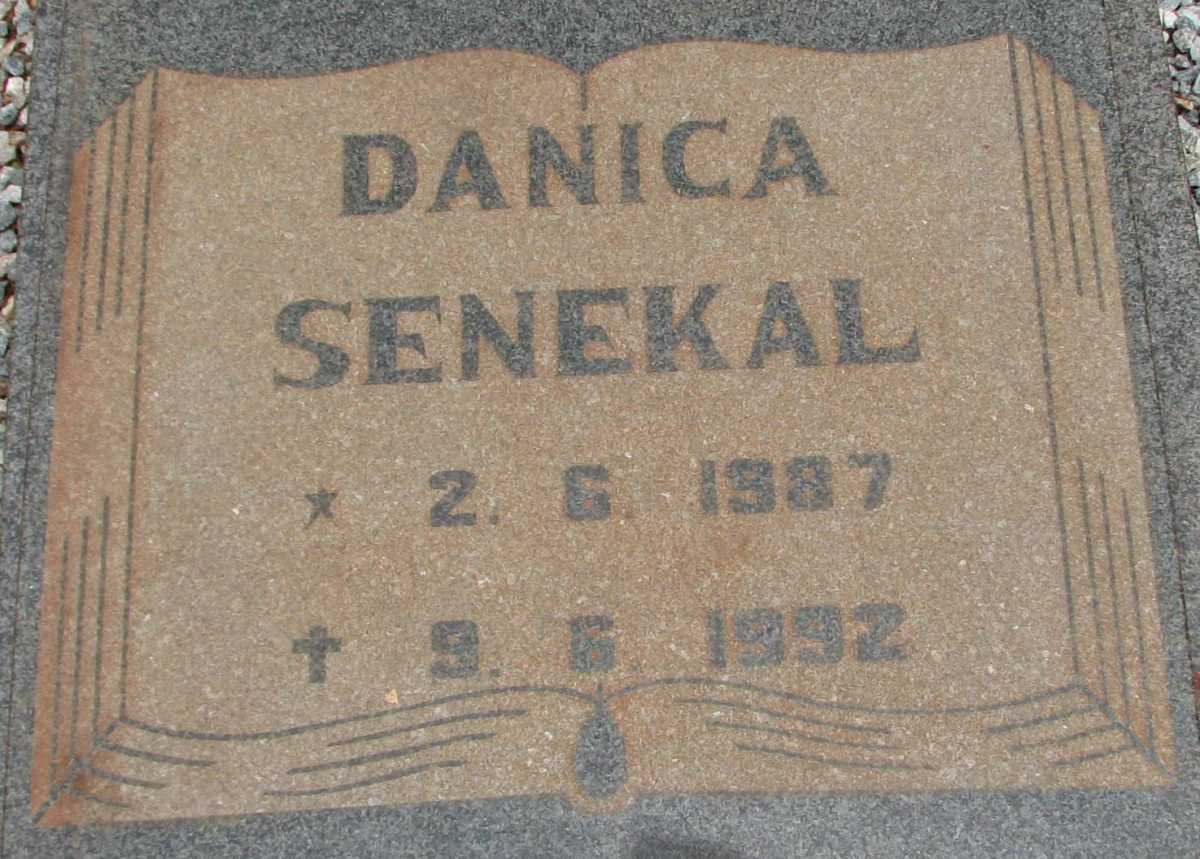 DANICA
SENEKAL
★ 2. 6. 1987
✝ 9. 6. 1992